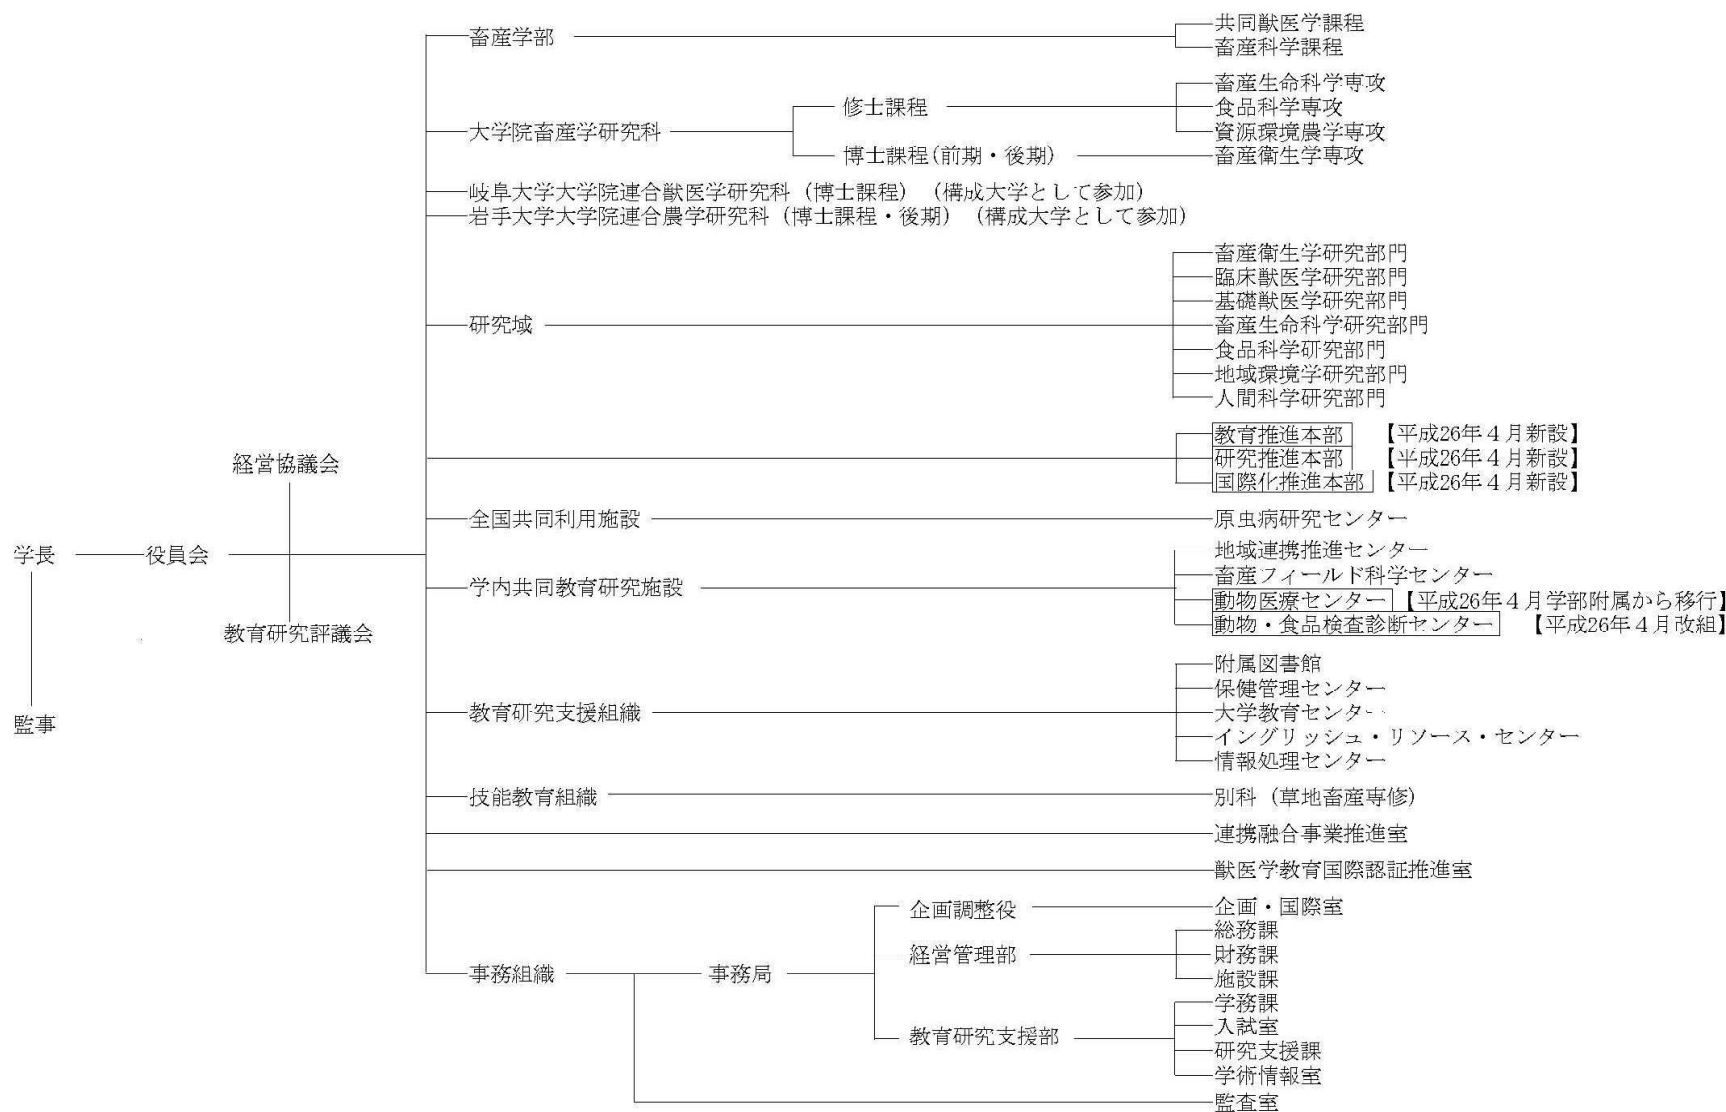 畜産学部
共同獣医学課程
畜産科学課程
大学院畜産学研究科
修士課程
畜産生命科学専攻
食品科学専攻
資源環境農学専攻
博士課程(前期・後期)
畜産衛生学専攻
岐阜大学大学院連合獣医学研究科（博士課程）（構成大学として参加）
岩手大学大学院連合農学研究科（博士課程・後期）（構成大学として参加）
研究域
畜産衛生学研究部門
臨床獣医学研究部門
基礎獣医学研究部門
畜産生命科学研究部門
食品科学研究部門
地域環境学研究部門
人間科学研究部門
教育推進本部 【平成26年４月新設】
研究推進本部 【平成26年４月新設】
国際化推進本部 【平成26年４月新設】
経営協議会
全国共同利用施設
原虫病研究センター
学長
役員会
学内共同教育研究施設
地域連携推進センター
畜産フィールド科学センター
動物医療センター 【平成26年４月学部附属から移行】
動物・食品検査診断センター 【平成26年４月改組】
教育研究評議会
監事
教育研究支援組織
附属図書館
保健管理センター
大学教育センター
イングリッシュ・リソース・センター
情報処理センター
技能教育組織
別科（草地畜産専修）
連携融合事業推進室
獣医学教育国際認証推進室
事務組織
事務局
企画調整役
企画・国際室
経営管理部
総務課
財務課
施設課
教育研究支援部
学務課
入試室
研究支援課
学術情報室
監査室